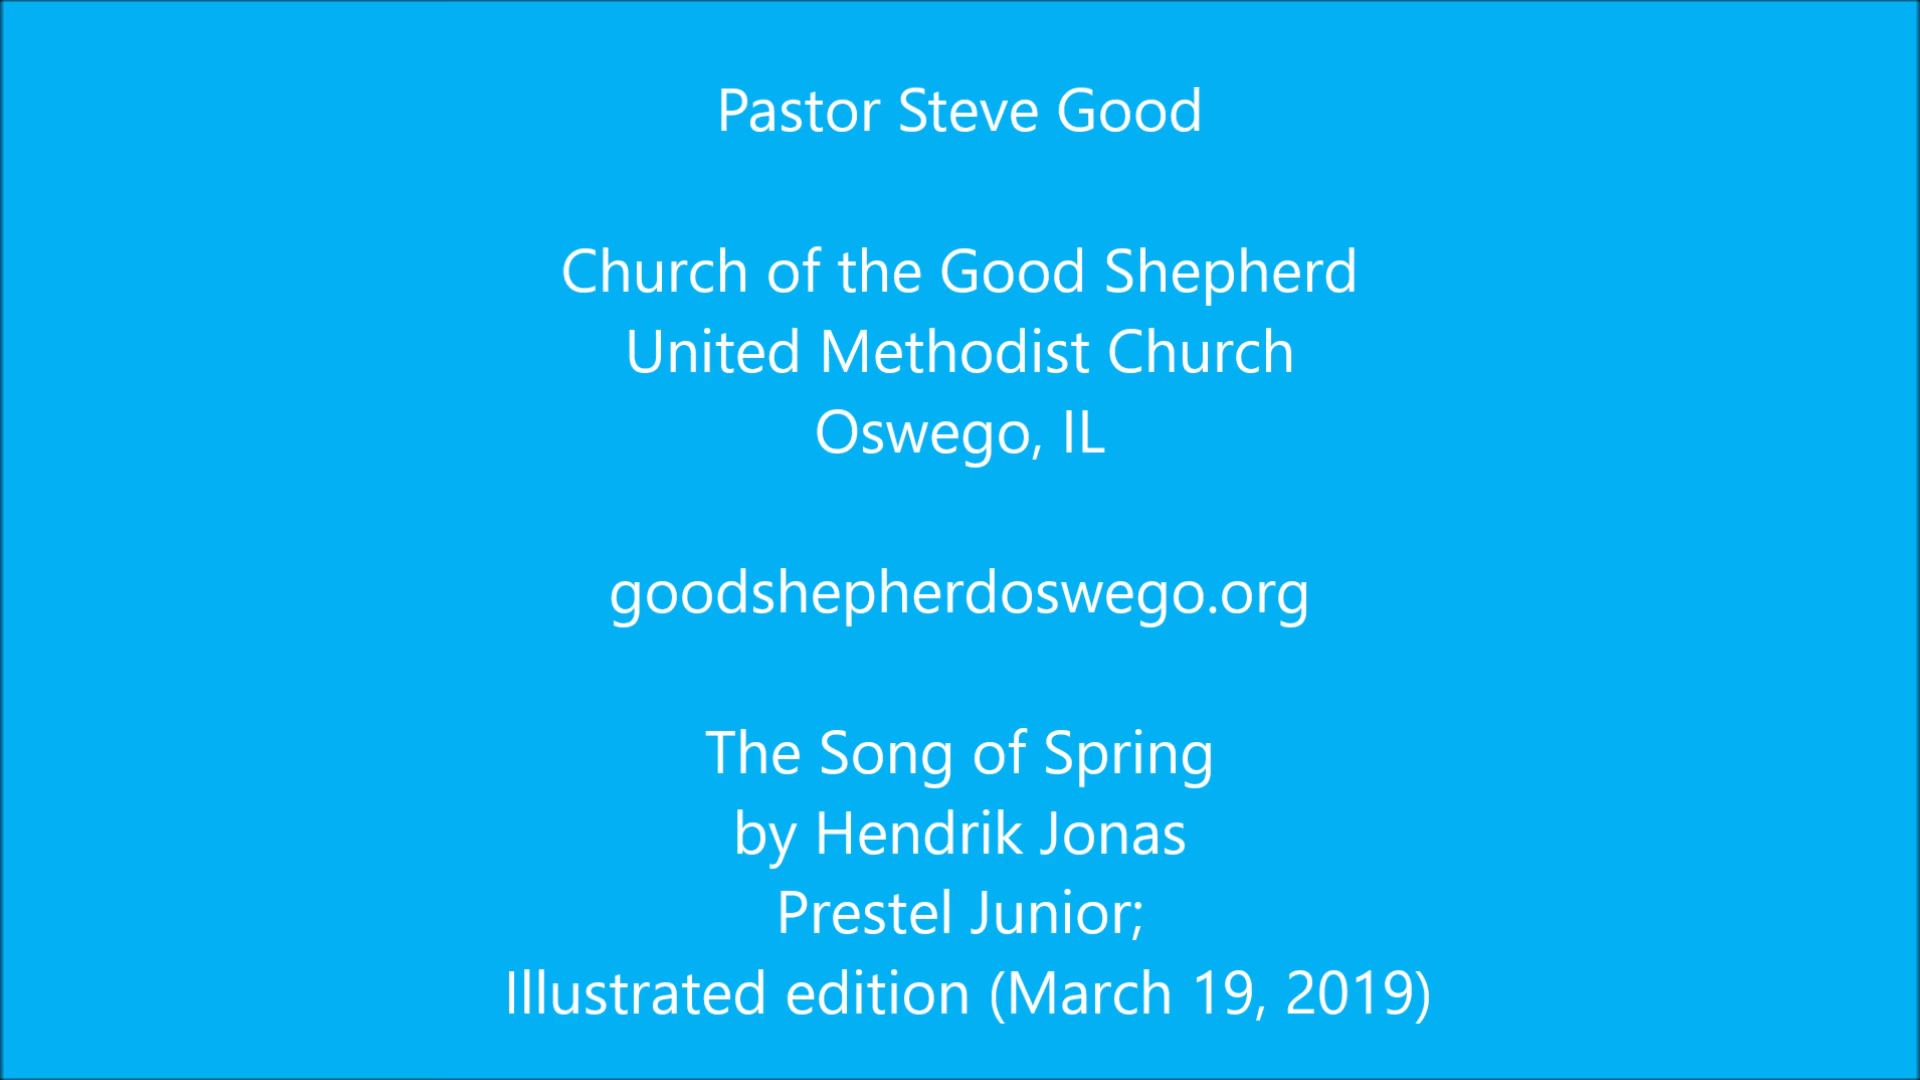 Pastor Steve Good
Church of the Good Shepherd
United Methodist Church
Oswego, IL
goodshepherdoswego.org
The Song of Spring
by Hendrik Jonas
Prestel Junior;
Illustrated edition (March 19, 2019)